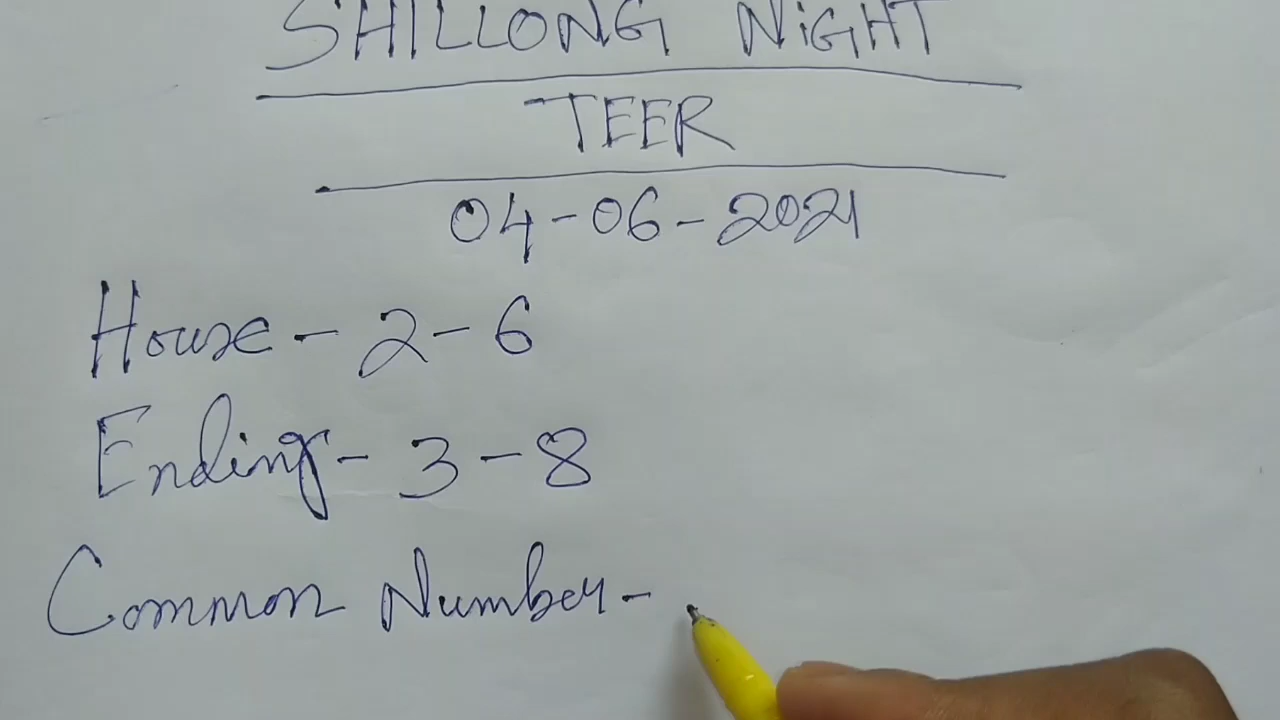 SHILLONG NiGHT
TEER
04-06-2021
House - 2 - 6
Ending - 3 - 8
Common Number -